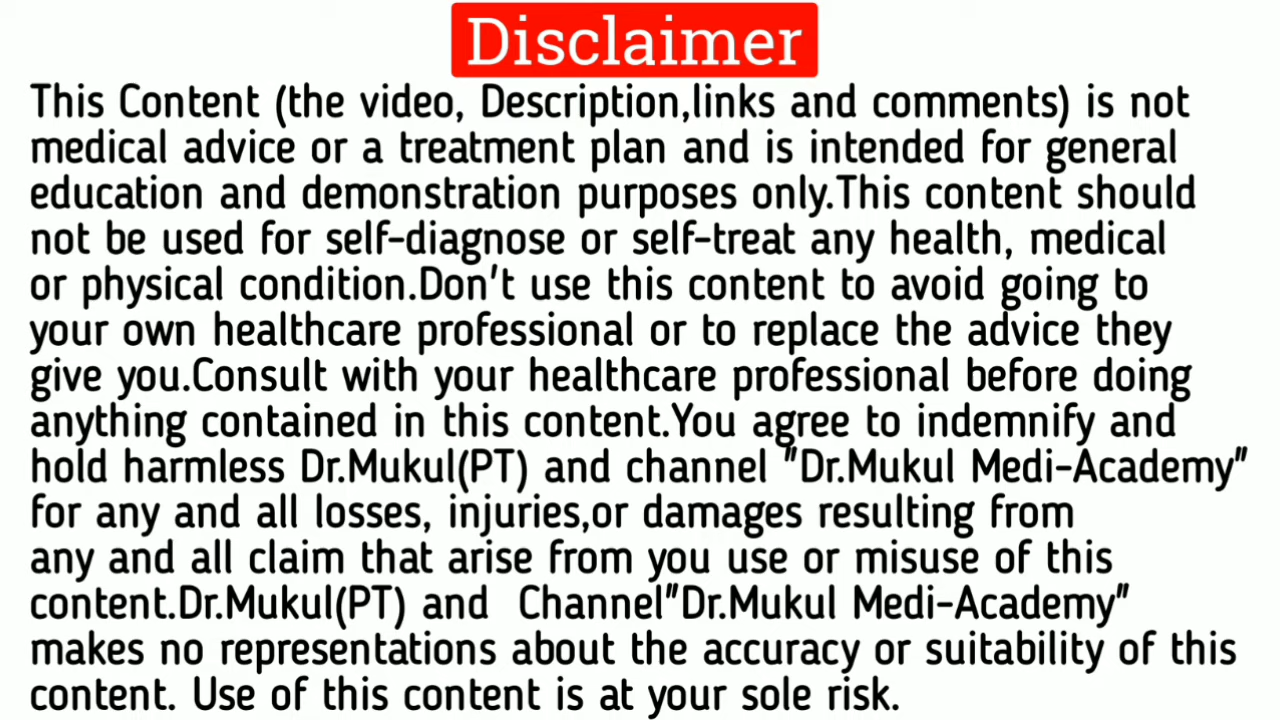 Disclaimer
This Content (the video, Description,links and comments) is not
medical advice or a treatment plan and is intended for general
education and demonstration purposes only.This content should
not be used for self-diagnose or self-treat any health, medical
or physical condition.Don't use this content to avoid going to
your own healthcare professional or to replace the advice they
give you.Consult with your healthcare professional before doing
anything contained in this content.You agree to indemnify and
hold harmless Dr.Mukul(PT) and channel "Dr.Mukul Medi-Academy"
for any and all losses, injuries,or damages resulting from
any and all claim that arise from you use or misuse of this
content.Dr.Mukul(PT) and  Channel"Dr.Mukul Medi-Academy"
makes no representations about the accuracy or suitability of this
content. Use of this content is at your sole risk.